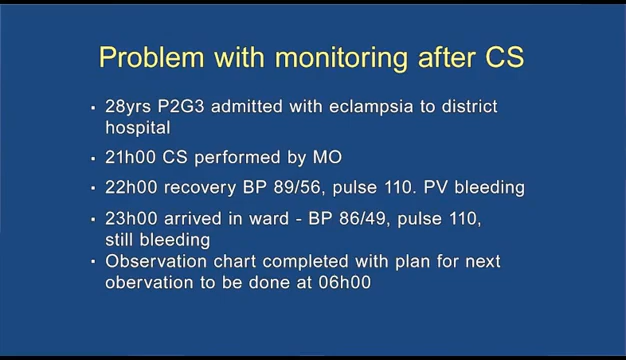 Problem with monitoring after CS
· 28yrs P2G3 admitted with eclampsia to district
hospital
· 21h00 CS performed by MO
· 22h00 recovery BP 89/56, pulse 110. PV bleeding
· 23h00 arrived in ward - BP 86/49, pulse 110,
still bleeding
· Observation chart completed with plan for next
obervation to be done at 06h00